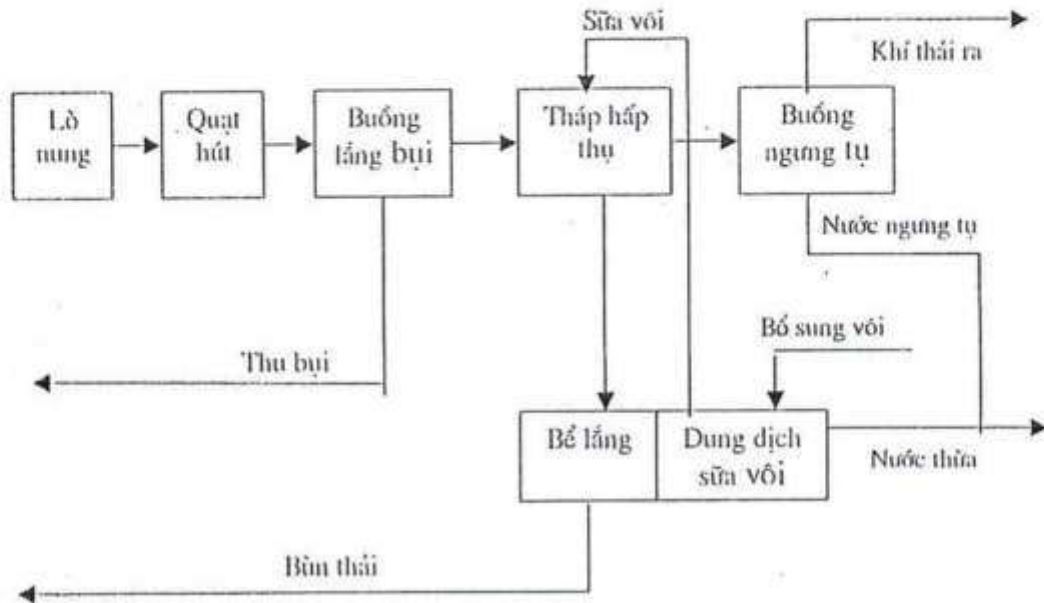 Sữa vôi
Khí thải ra
Lò
nung
Quạt
hút
Buồng
lắng bụi
Tháp hấp
thụ
Buồng
ngưng tụ
Nước ngưng tụ
Bổ sung vôi
Thu bụi
Bể lắng
Dung dịch
sữa vôi
Nước thừa
Bùn thải